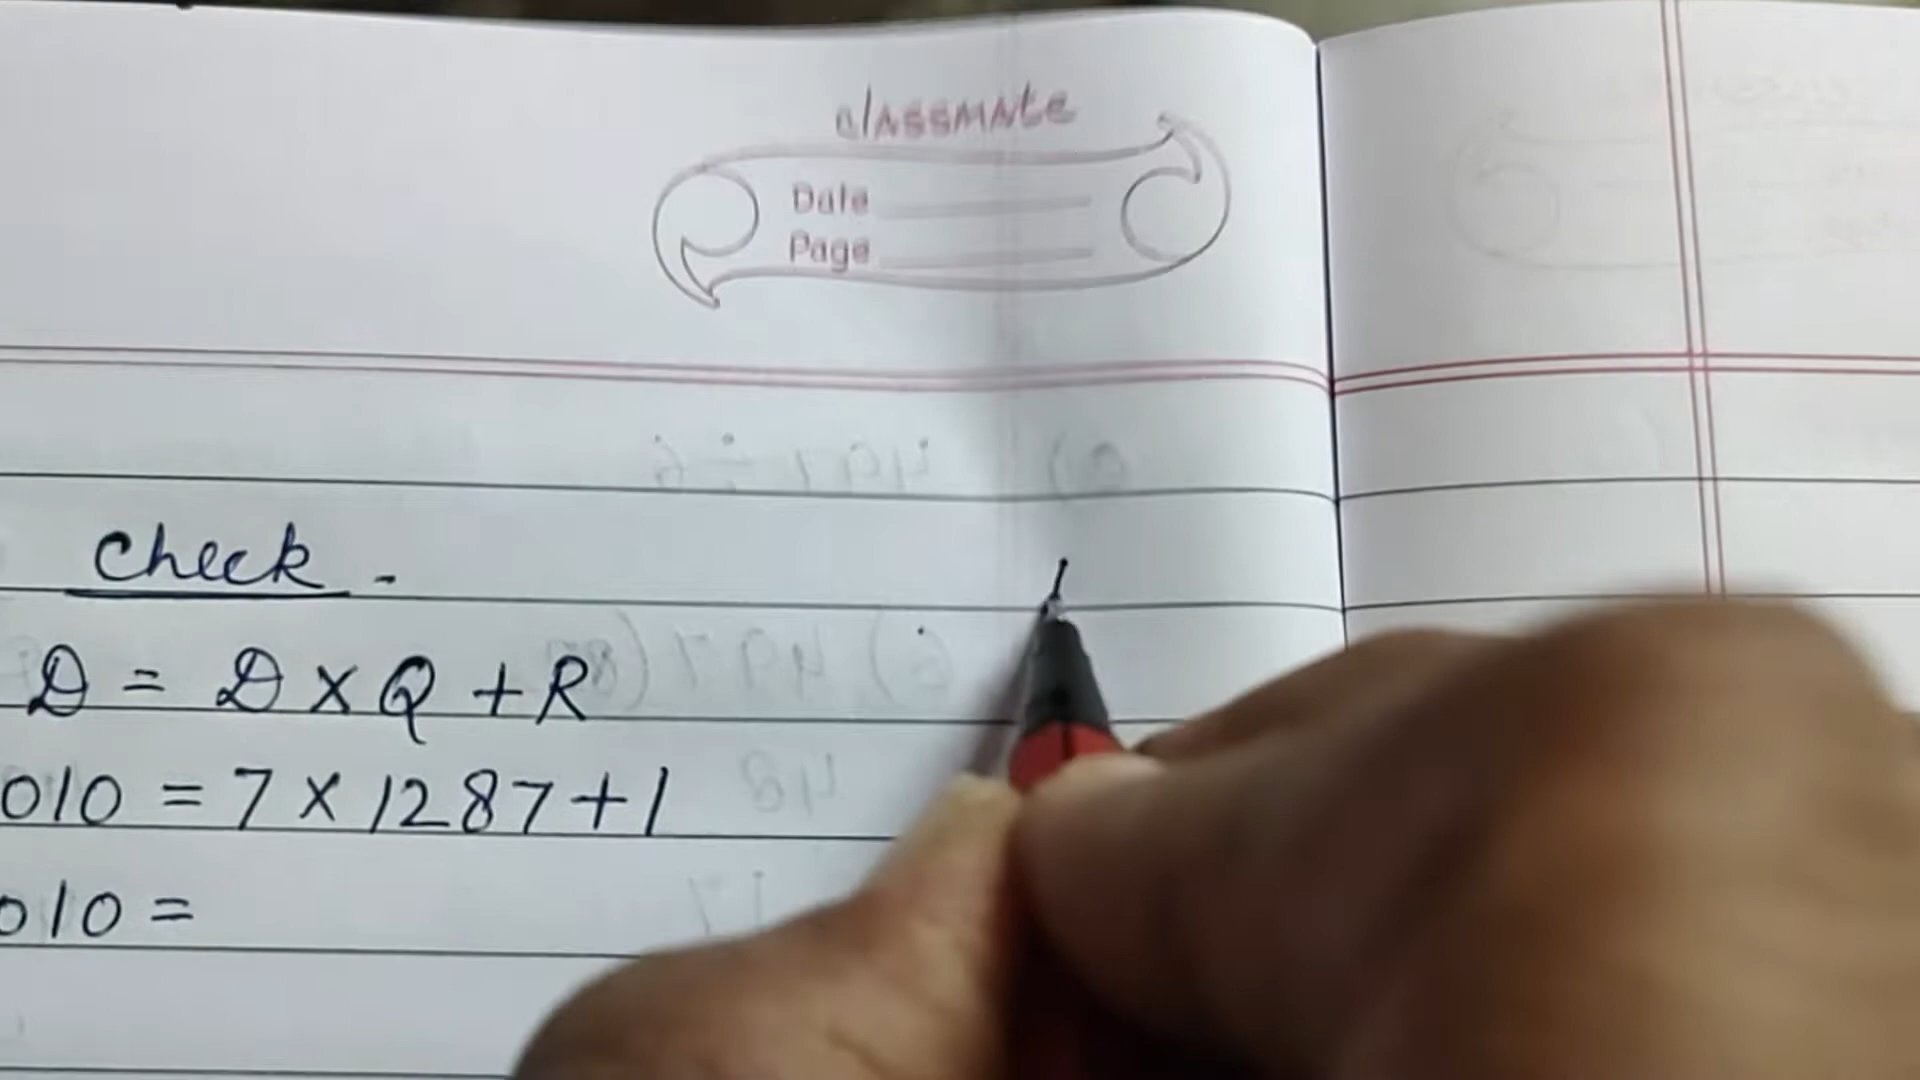 classmate
Date
Page
Check -
D = D x Q + R
010 = 7 x 1287 + 1
010 =